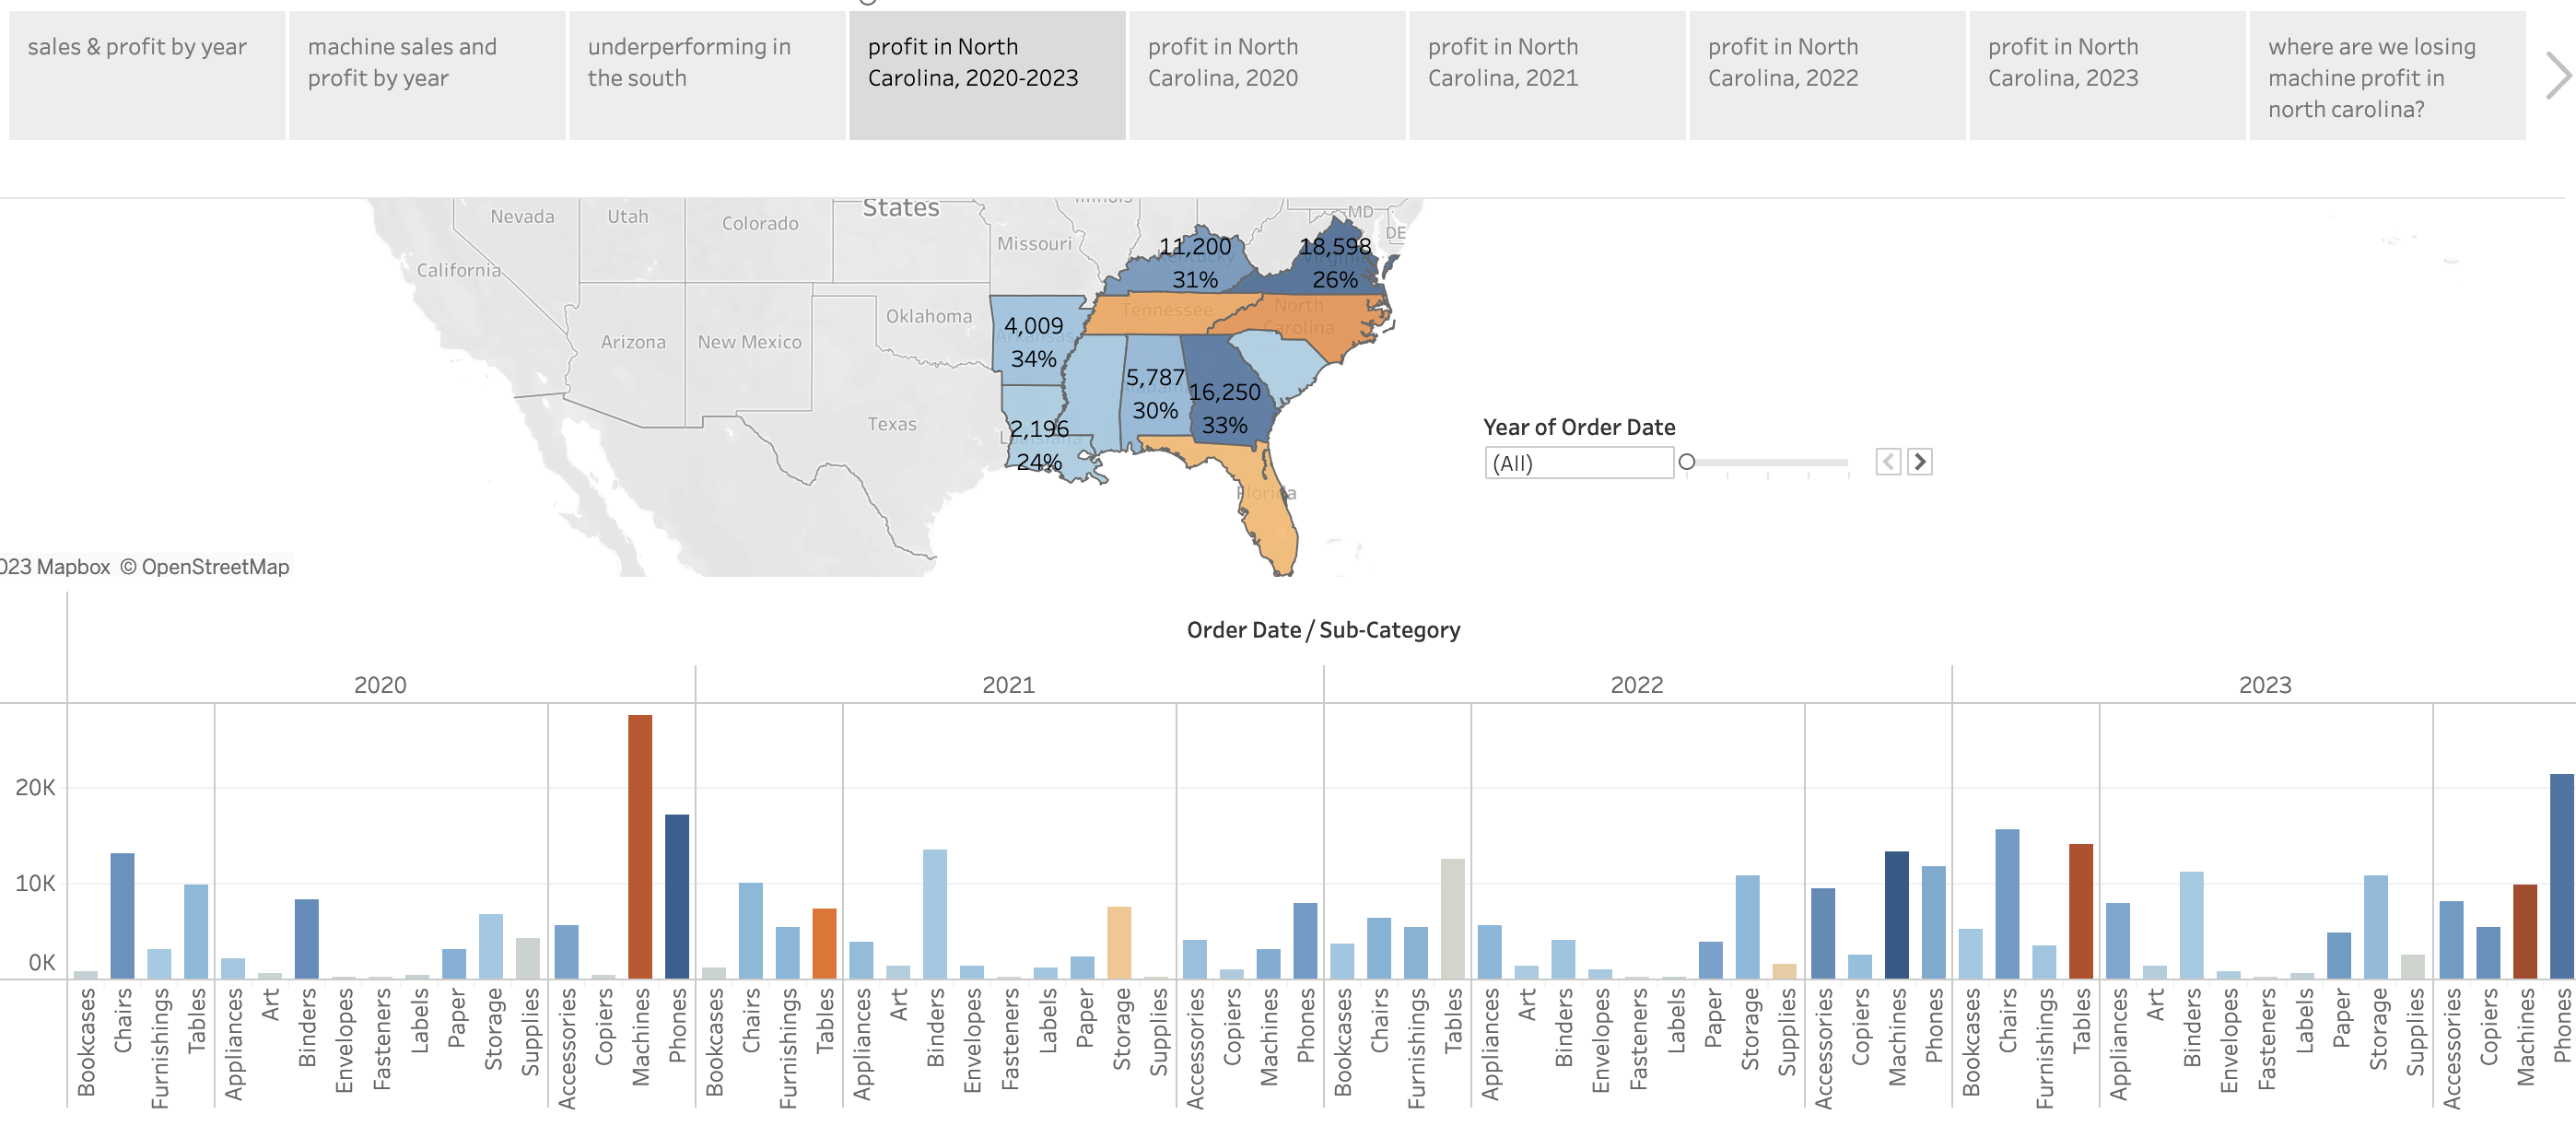 sales & profit by year
machine sales and
profit by year
underperforming in
the south
profit in North
Carolina, 2020-2023
profit in North
Carolina, 2020
profit in North
Carolina, 2021
profit in North
Carolina, 2022
profit in North
Carolina, 2023
where are we losing
machine profit in
north carolina?
States
Nevada
Utah
Colorado
Missouri
MD
DE
California
Oklahoma
Arizona
New Mexico
Texas
11,200
31%
18,598
26%
Tennessee
North
Carolina
4,009
34%
5,787
30%
16,250
33%
2,196
24%
Florida
Year of Order Date
(All)
023 Mapbox © OpenStreetMap
Order Date / Sub-Category
2020
2021
2022
2023
20K
10K
0K
Bookcases
Chairs
Furnishings
Tables
Appliances
Art
Binders
Envelopes
Fasteners
Labels
Paper
Storage
Supplies
Accessories
Copiers
Machines
Phones
Bookcases
Chairs
Furnishings
Tables
Appliances
Art
Binders
Envelopes
Fasteners
Labels
Paper
Storage
Supplies
Accessories
Copiers
Machines
Phones
Bookcases
Chairs
Furnishings
Tables
Appliances
Art
Binders
Envelopes
Fasteners
Labels
Paper
Storage
Supplies
Accessories
Copiers
Machines
Phones
Bookcases
Chairs
Furnishings
Tables
Appliances
Art
Binders
Envelopes
Fasteners
Labels
Paper
Storage
Supplies
Accessories
Copiers
Machines
Phones